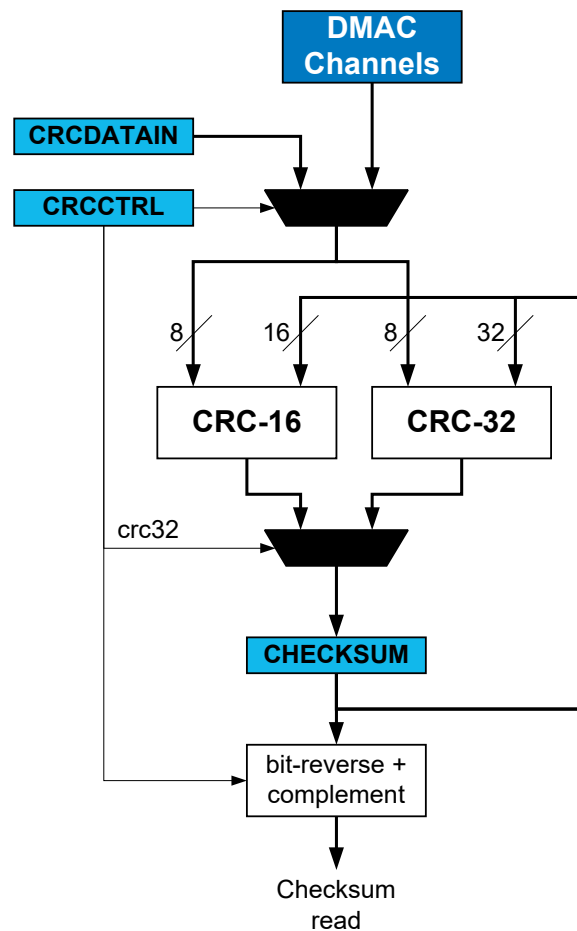 DMAC
Channels
CRCDATAIN
CRCCTRL
8
16
8
32
CRC-16
CRC-32
crc32
CHECKSUM
bit-reverse +
complement
Checksum
read